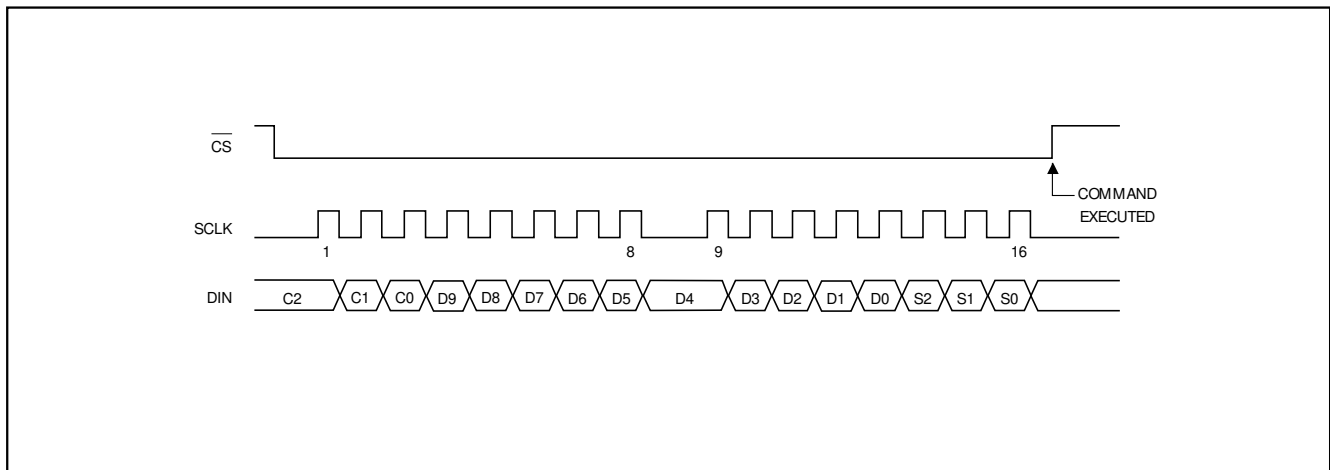 CS
COMMAND
EXECUTED
SCLK
1 8 9 16
DIN C2 C1 C0 D9 D8 D7 D6 D5 D4 D3 D2 D1 D0 S2 S1 S0